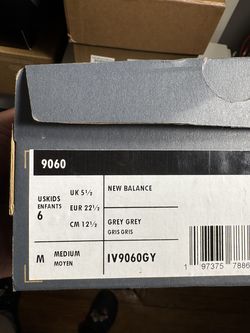 9060
USKIDS
ENFANTS
6
UK 5½
EUR 22½
CM 12½
NEW BALANCE
GREY GREY
GRIS GRIS
M
MEDIUM
MOYEN
IV9060GY
1 97375 7886